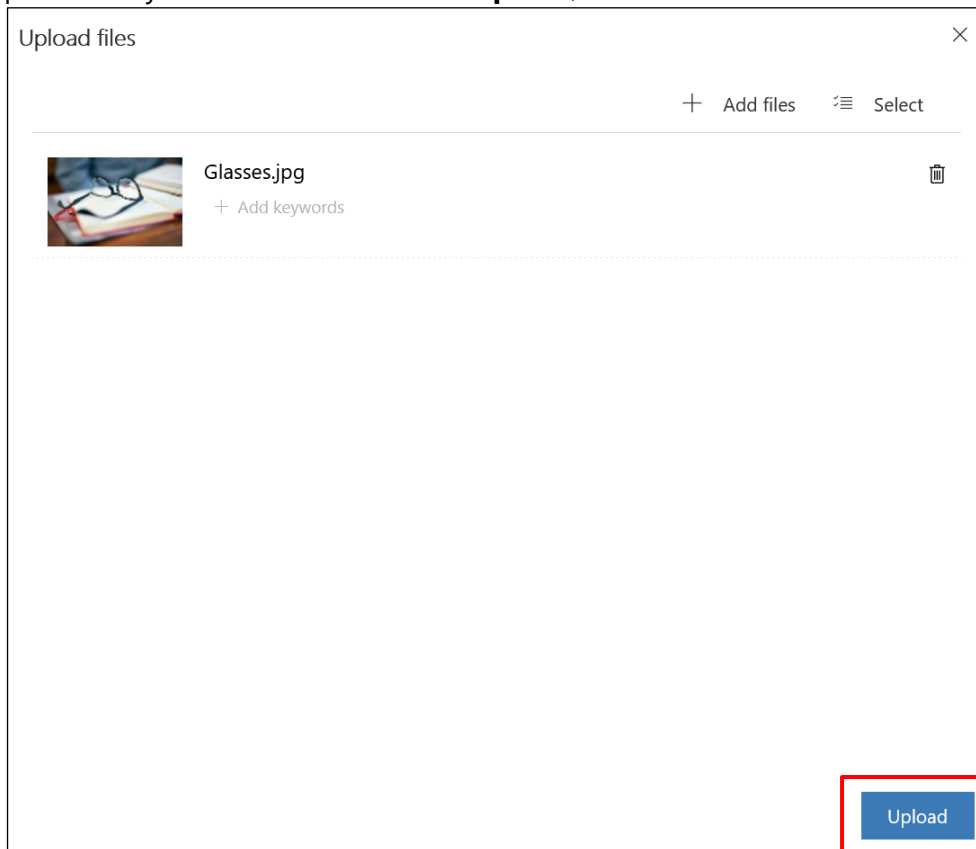 Upload files
Add files Select
Glasses.jpg
+ Add keywords
Upload